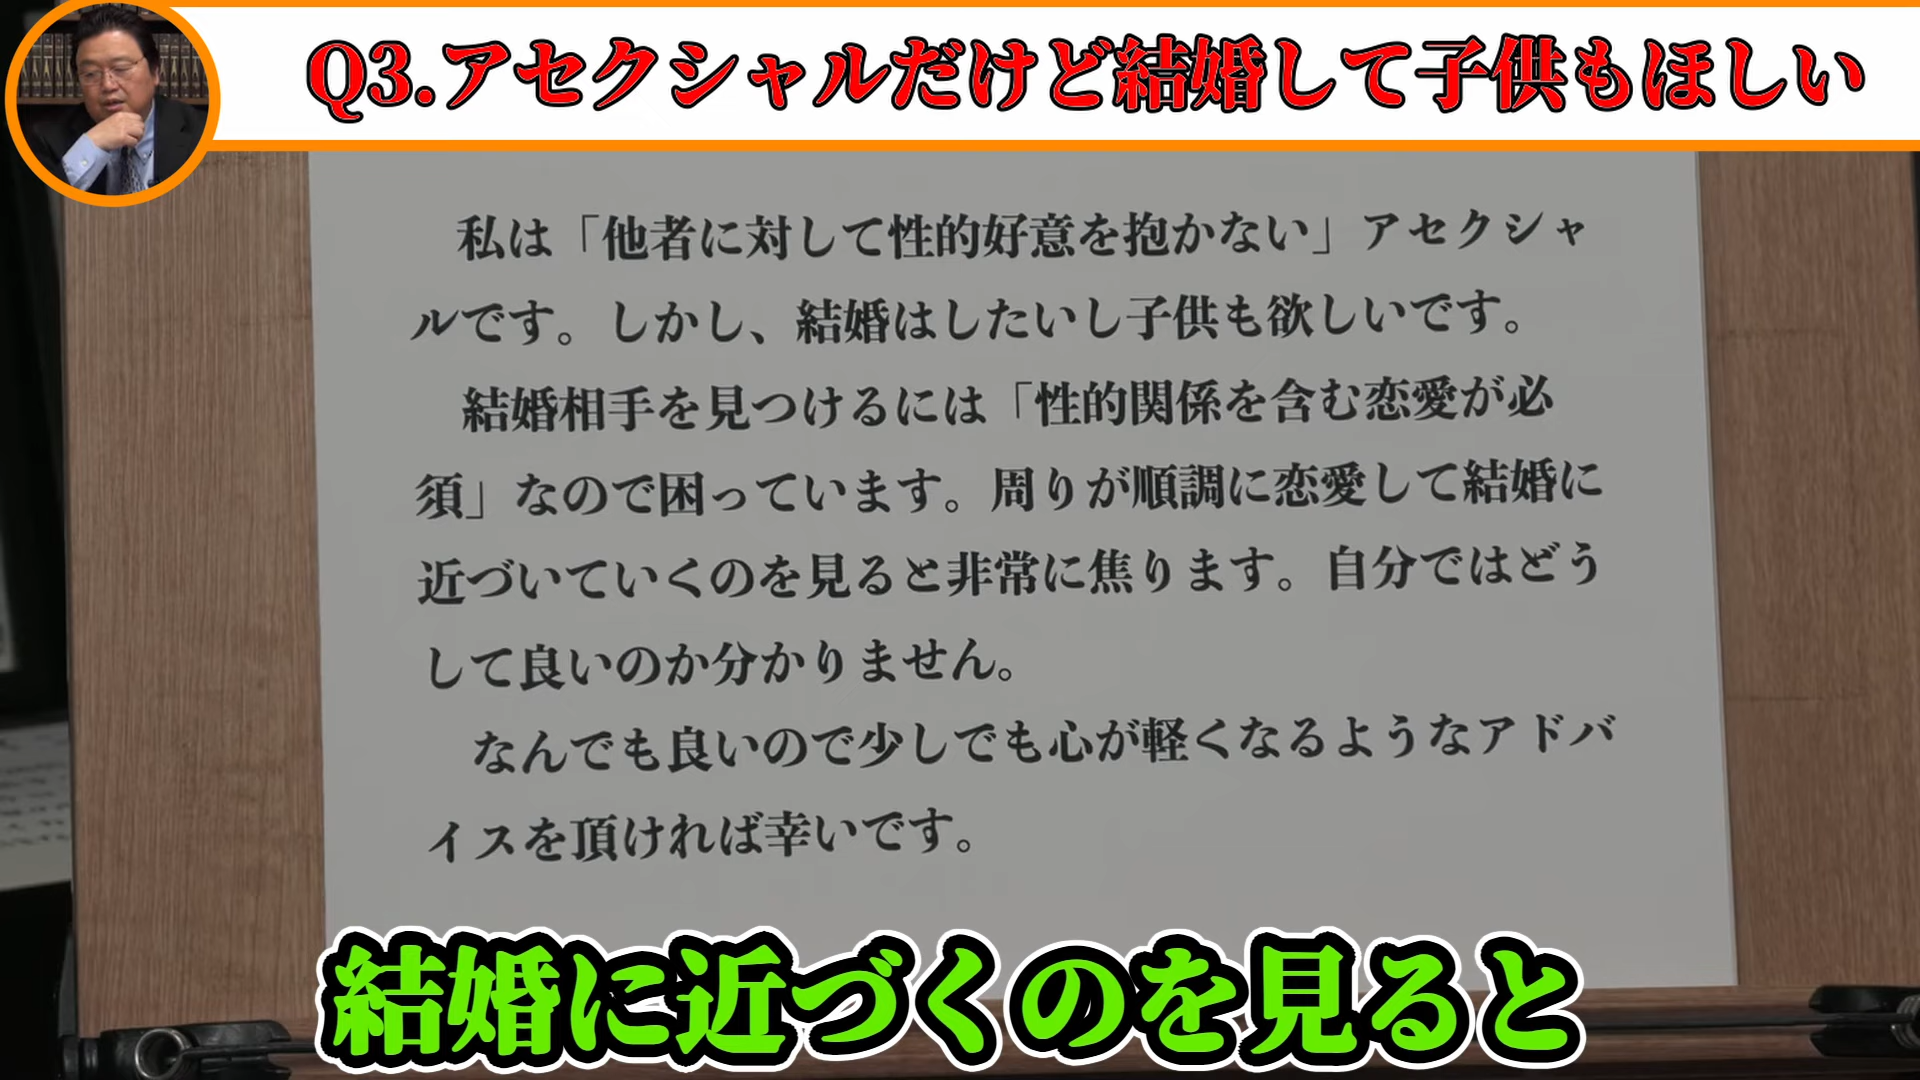 Q3.アセクシャルだけど結婚して子供もほしい
私は「他者に対して性的好意を抱かない」アセクシャ
ルです。しかし、結婚はしたいし子供も欲しいです。
結婚相手を見つけるには「性的関係を含む恋愛が必
須」なので困っています。周りが順調に恋愛して結婚に
近づいていくのを見ると非常に焦ります。自分ではどう
して良いのか分かりません。
なんでも良いので少しでも心が軽くなるようなアドバ
イスを頂ければ幸いです。
結婚に近づくのを見ると